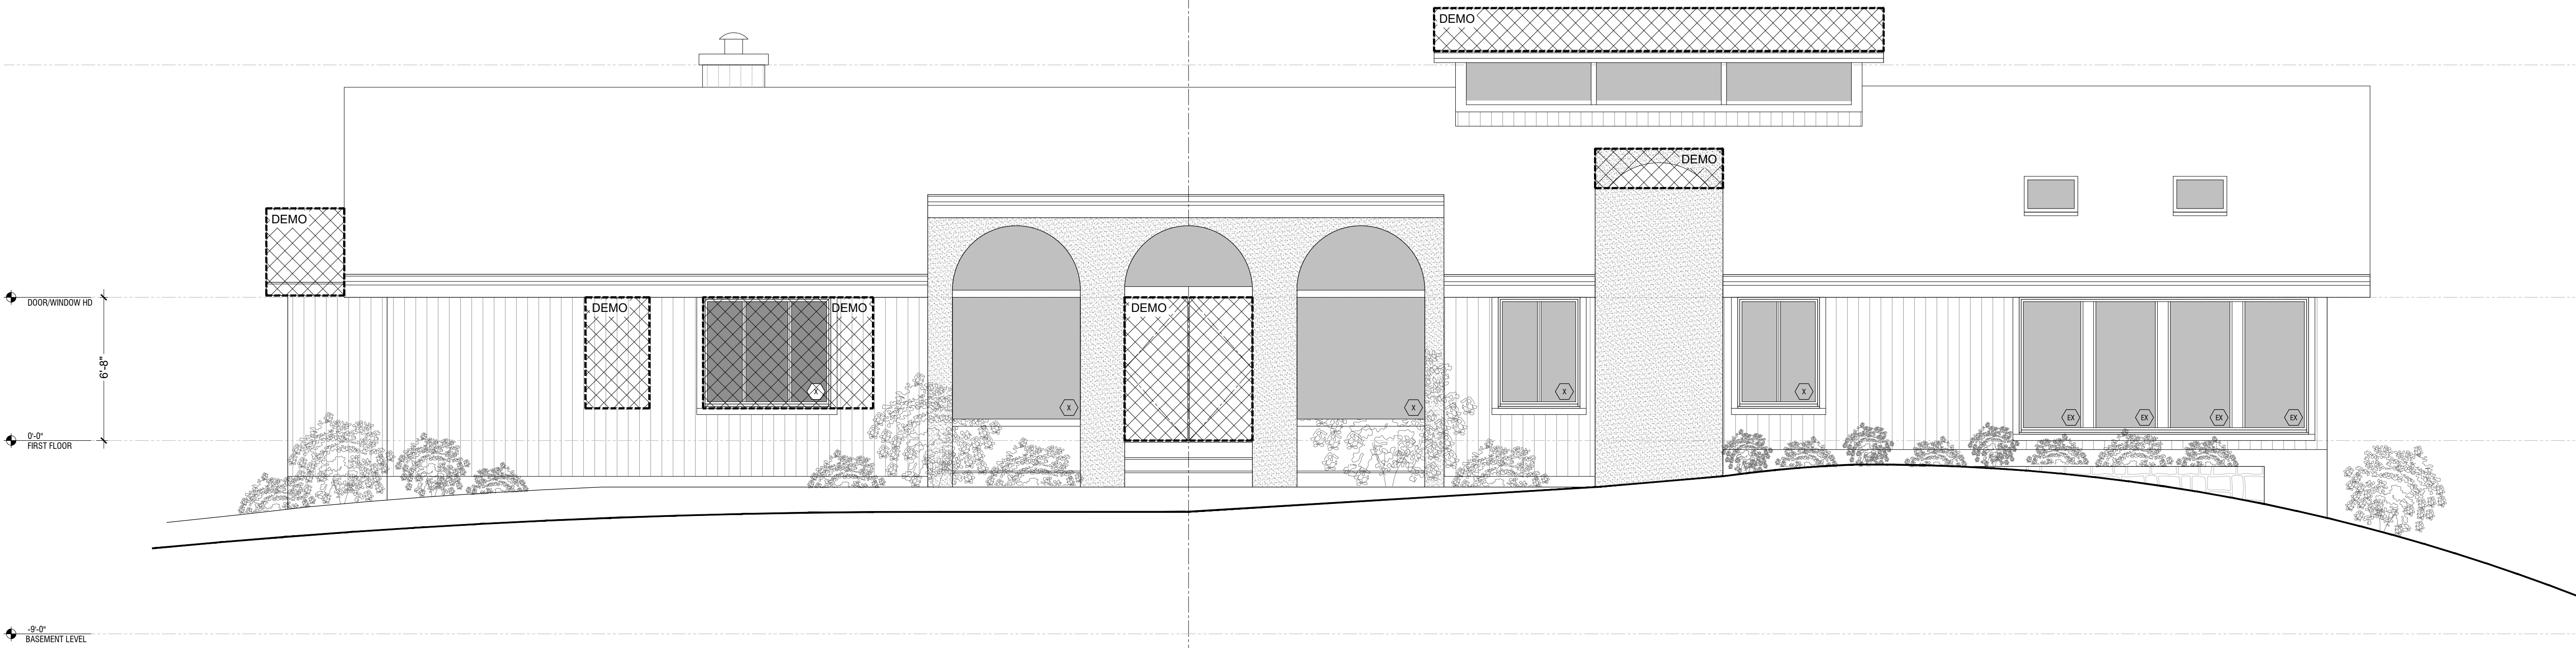 DEMO
DEMO
DEMO
DEMO
DEMO
DEMO
DOOR/WINDOW HD
6'-8"
X
X
X
X
X
EX
EX
EX
EX
0'-0"
FIRST FLOOR
-9'-0"
BASEMENT LEVEL